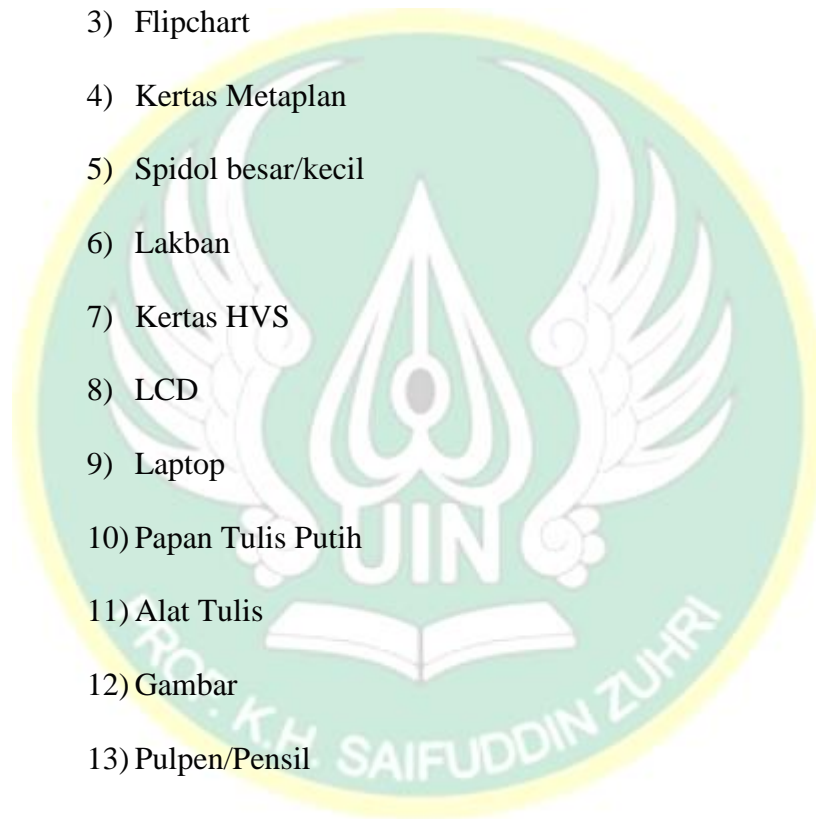 3) Flipchart
4) Kertas Metaplan
5) Spidol besar/kecil
6) Lakban
7) Kertas HVS
8) LCD
9) Laptop
10) Papan Tulis Putih
UIN
11) Alat Tulis
12) Gambar
13) Pulpen/Pensil
PROF. K.H. SAIFUDDIN ZUHRI